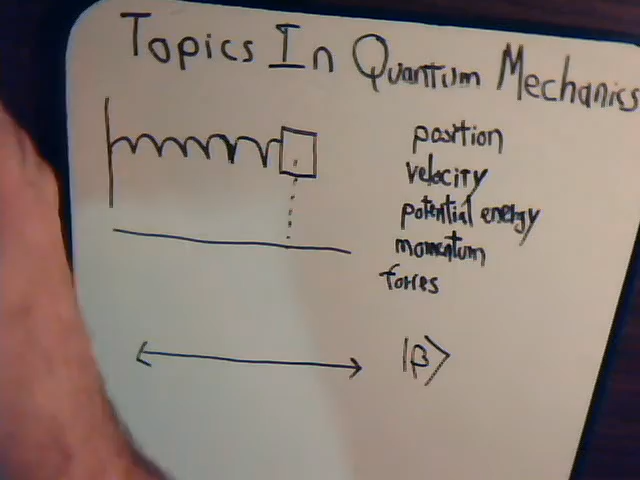 Topics In Quantum Mechanics
position
velocity
potential energy
momentum
forces
|β⟩